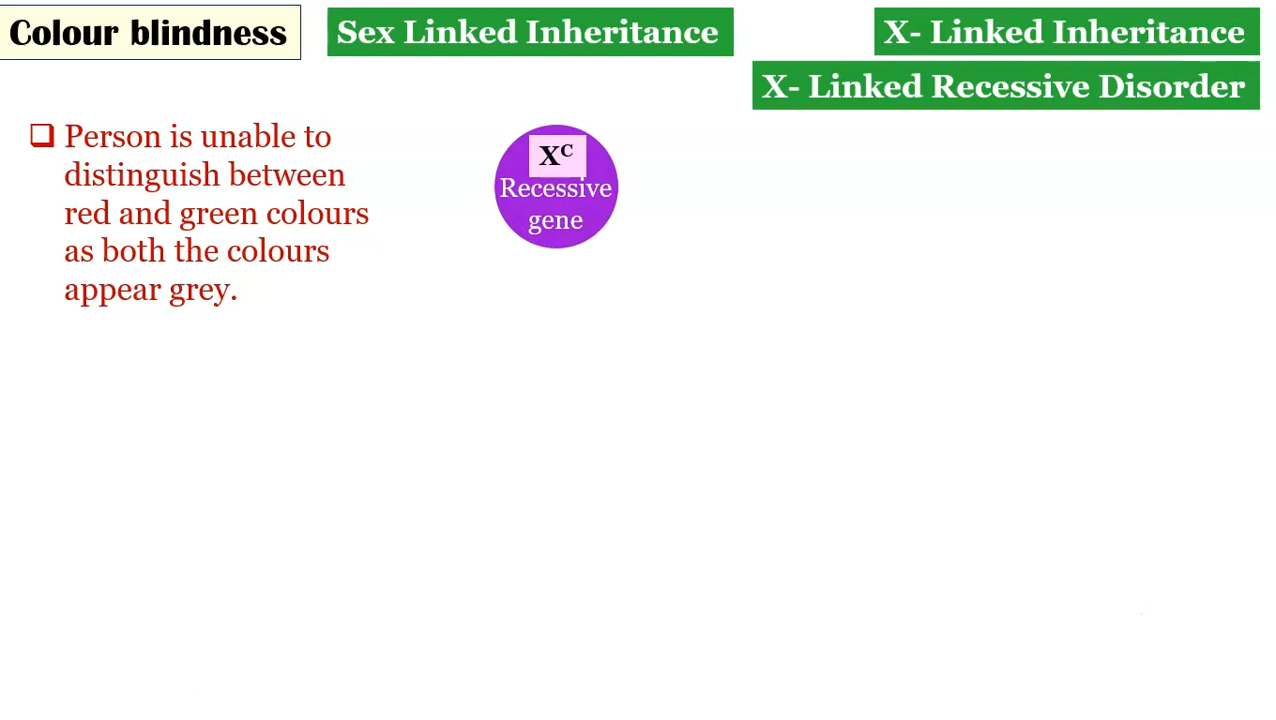 Colour blindness
Sex Linked Inheritance
X- Linked Inheritance
X- Linked Recessive Disorder
❑ Person is unable to
distinguish between
red and green colours
as both the colours
appear grey.
Xᶜ
Recessive
gene